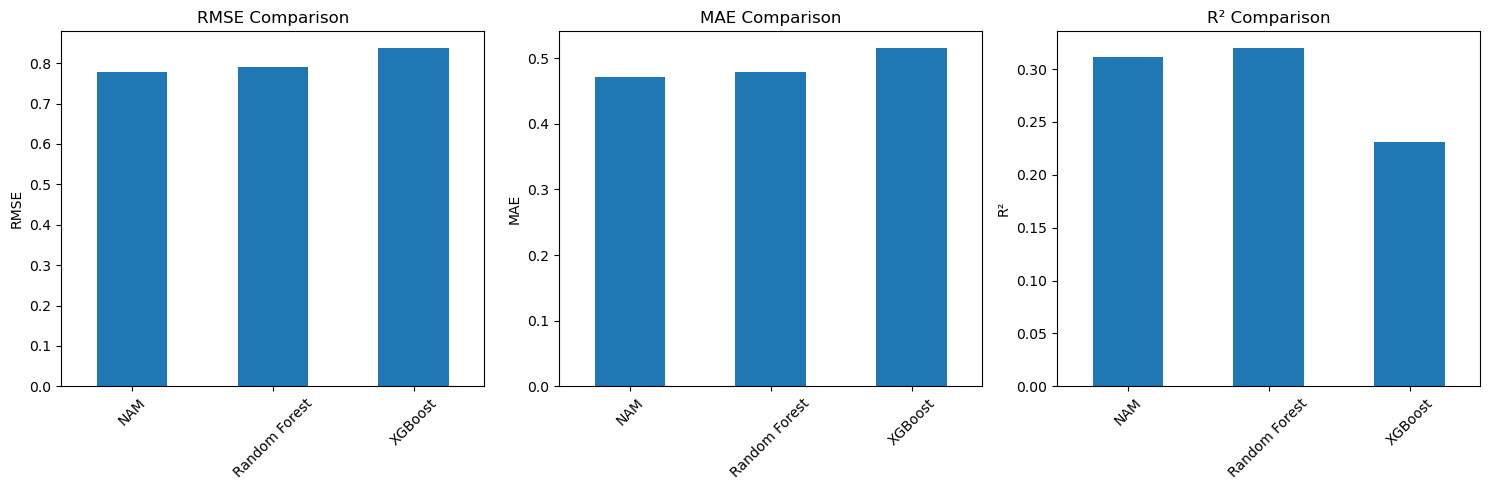 RMSE Comparison
RMSE
0.8
0.7
0.6
0.5
0.4
0.3
0.2
0.1
0.0
NAM
Random Forest
XGBoost
MAE Comparison
MAE
0.5
0.4
0.3
0.2
0.1
0.0
NAM
Random Forest
XGBoost
R² Comparison
R²
0.30
0.25
0.20
0.15
0.10
0.05
0.00
NAM
Random Forest
XGBoost